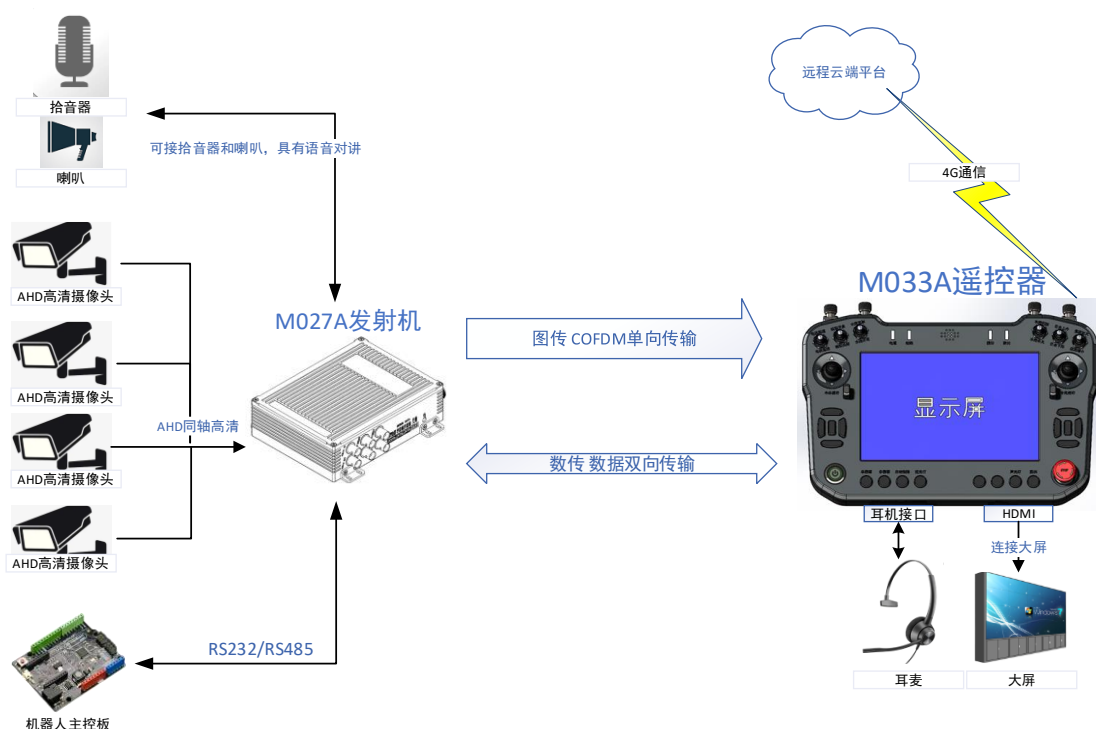 拾音器
喇叭
可接拾音器和喇叭，具有语音对讲
AHD高清摄像头
AHD高清摄像头
AHD高清摄像头
AHD高清摄像头
AHD同轴高清
M027A发射机
RS232/RS485
机器人主控板
图传 COFDM单向传输
数传 数据双向传输
远程云端平台
4G通信
M033A遥控器
显示屏
耳机接口
HDMI
连接大屏
耳麦
大屏